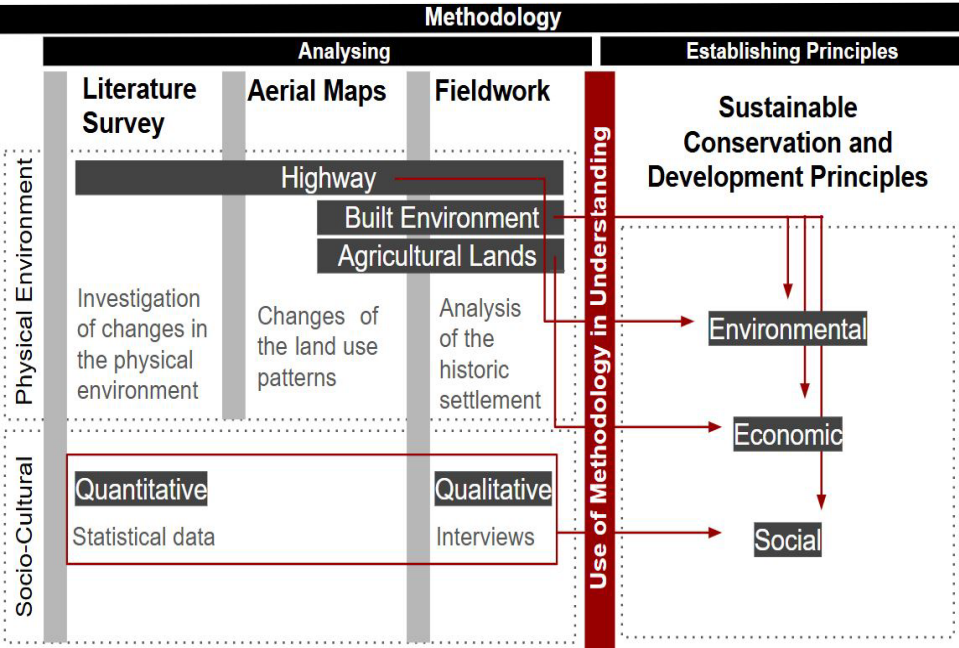 Methodology
Analysing
Establishing Principles
Literature
Survey
Aerial Maps
Fieldwork
Sustainable
Conservation and
Development Principles
Use of Methodology in Understanding
Physical Environment
Highway
Built Environment
Agricultural Lands
Investigation
of changes in
the physical
environment
Changes of
the land use
patterns
Analysis
of the
historic
settlement
Environmental
Economic
Social
Socio-Cultural
Quantitative
Statistical data
Qualitative
Interviews